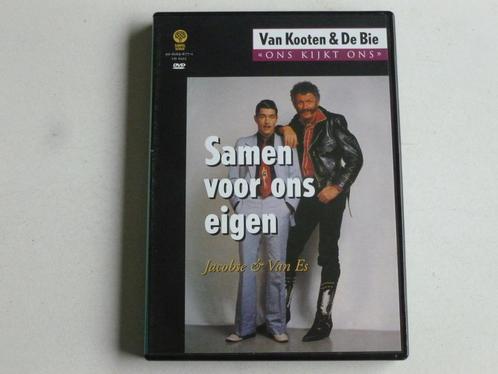 Van Kooten & De Bie
«ONS KIJKT ONS»
DVD
Samen
voor ons
eigen
Jacobse & Van Es